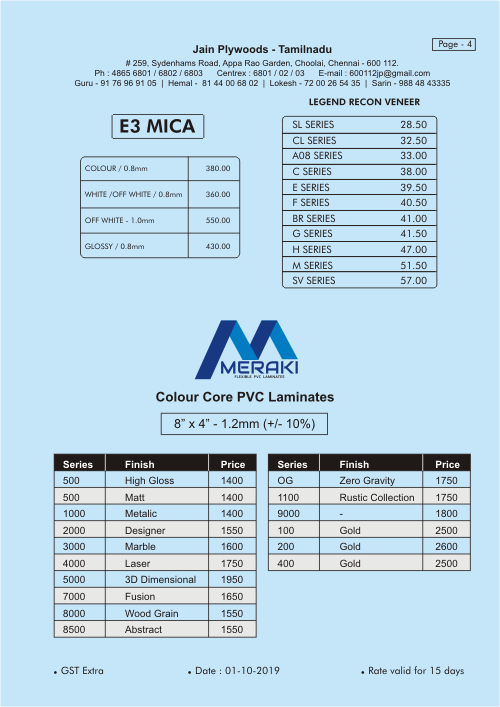 Jain Plywoods - Tamilnadu
Page - 4
# 259, Sydenhams Road, Appa Rao Garden, Choolai, Chennai - 600 112.
Ph : 4865 6801 / 6802 / 6803 Centrex : 6801 / 02 / 03 E-mail : 600112jp@gmail.com
Guru - 91 76 96 91 05 | Hemal - 81 44 00 68 02 | Lokesh - 72 00 26 54 35 | Sarin - 988 48 43335
E3 MICA
COLOUR / 0.8mm 380.00
WHITE /OFF WHITE / 0.8mm 360.00
OFF WHITE - 1.0mm 550.00
GLOSSY / 0.8mm 430.00
LEGEND RECON VENEER
SL SERIES 28.50
CL SERIES 32.50
A08 SERIES 33.00
C SERIES 38.00
E SERIES 39.50
F SERIES 40.50
BR SERIES 41.00
G SERIES 41.50
H SERIES 47.00
M SERIES 51.50
SV SERIES 57.00
MERAKI
FLEXIBLE PVC LAMINATES
Colour Core PVC Laminates
8” x 4” - 1.2mm (+/- 10%)
Series Finish Price
500 High Gloss 1400
500 Matt 1400
1000 Metalic 1400
2000 Designer 1550
3000 Marble 1600
4000 Laser 1750
5000 3D Dimensional 1950
7000 Fusion 1650
8000 Wood Grain 1550
8500 Abstract 1550
Series Finish Price
OG Zero Gravity 1750
1100 Rustic Collection 1750
9000 - 1800
100 Gold 2500
200 Gold 2600
400 Gold 2500
• GST Extra • Date : 01-10-2019 • Rate valid for 15 days